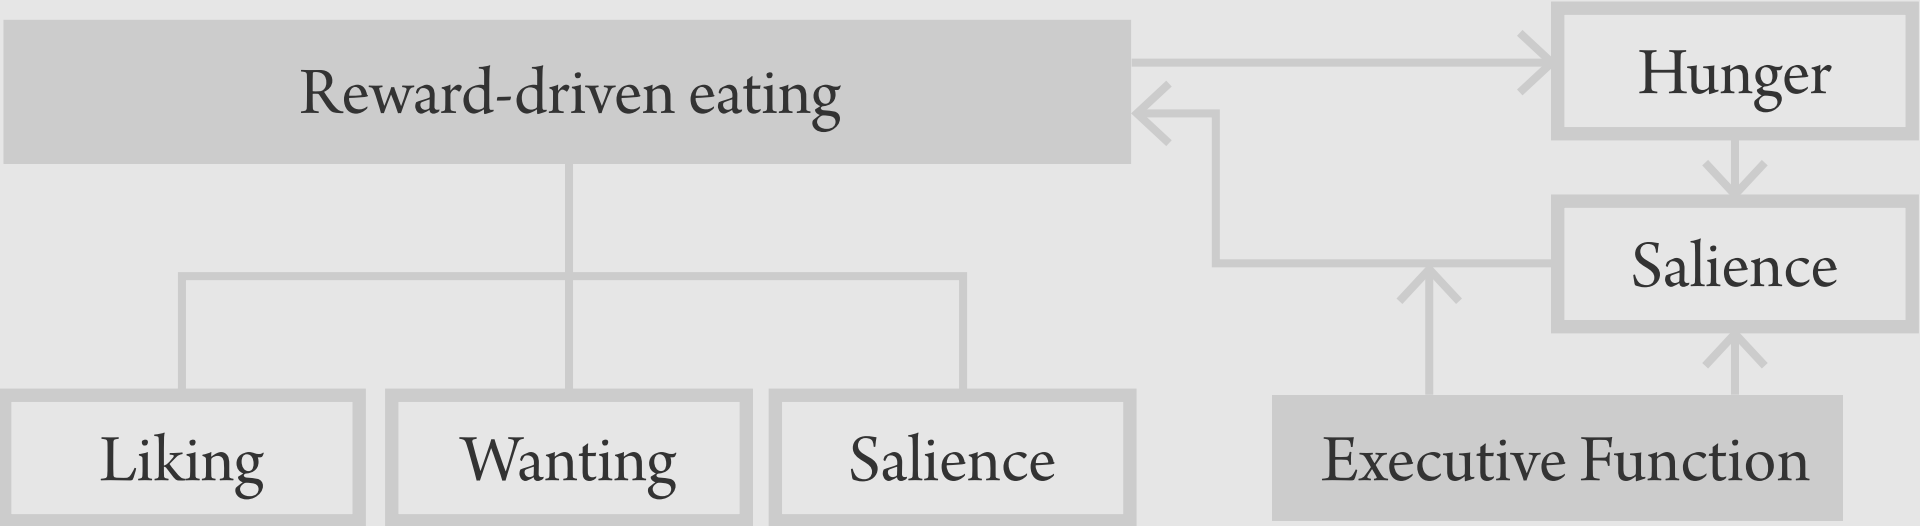 Reward-driven eating
Hunger
Salience
Liking
Wanting
Salience
Executive Function